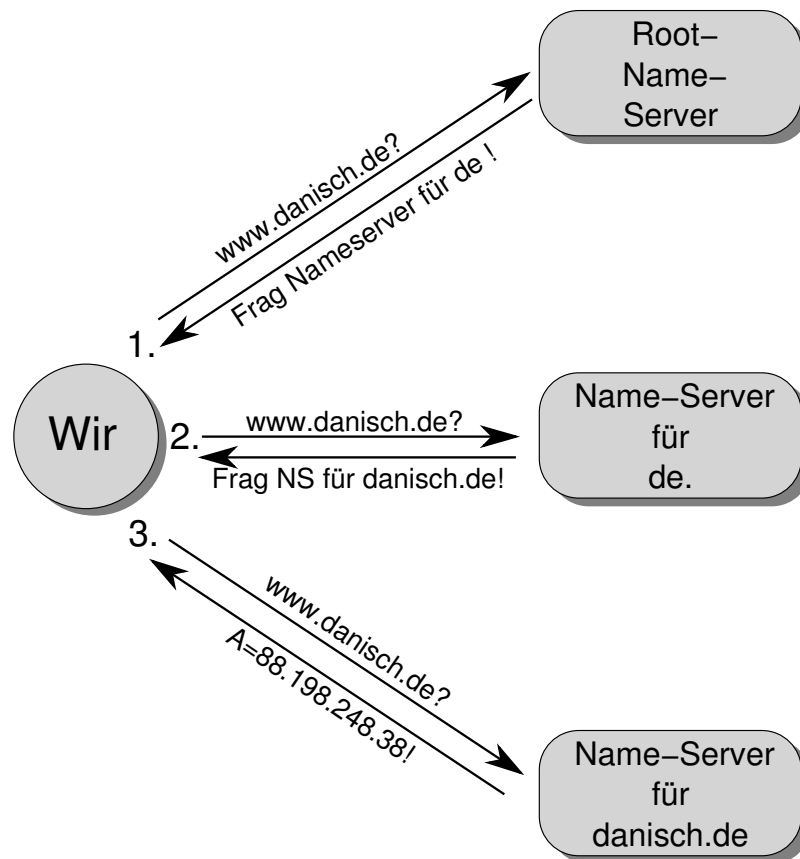 Root–
Name–
Server
www.danisch.de?
Frag Nameserver für de !
1.
Wir
2.
www.danisch.de?
Frag NS für danisch.de!
Name–Server
für
de.
3.
www.danisch.de?
A=88.198.248.38!
Name–Server
für
danisch.de